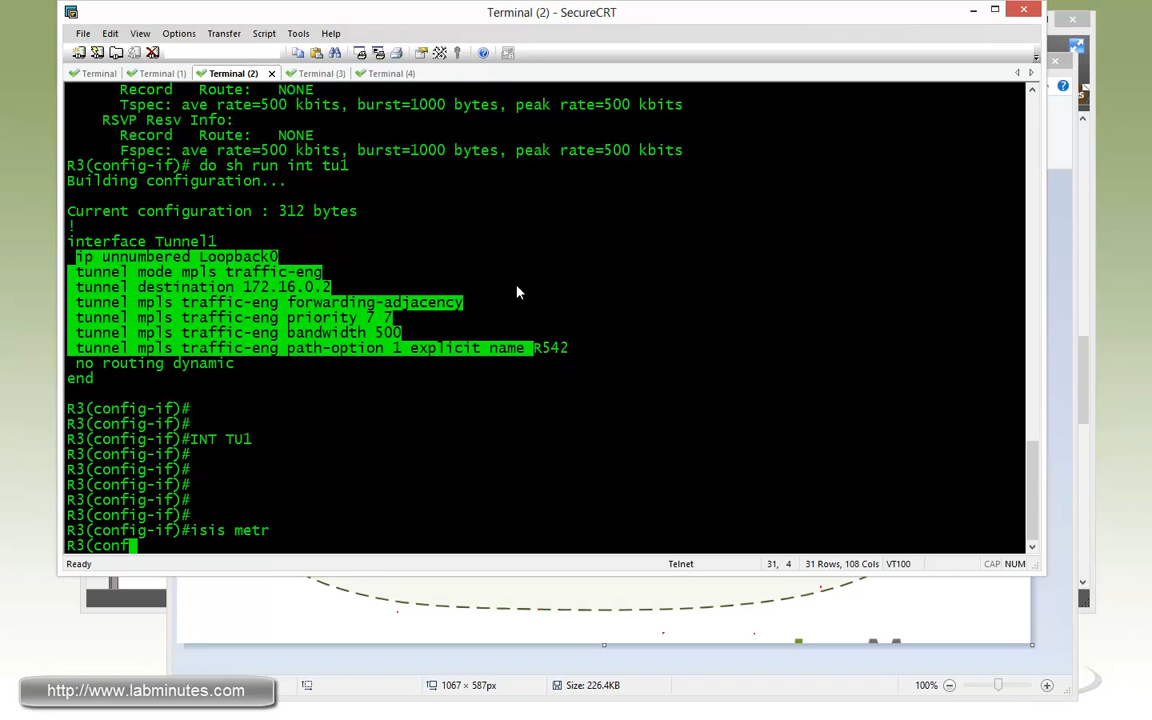 Terminal (2) - SecureCRT
File Edit View Options Transfer Script Tools Help
Terminal Terminal (1) Terminal (2) Terminal (3) Terminal (4)
Record Route: NONE
Tspec: ave rate=500 kbits, burst=1000 bytes, peak rate=500 kbits
RSVP Resv Info:
Record Route: NONE
Fspec: ave rate=500 kbits, burst=1000 bytes, peak rate=500 kbits
R3(config-if)# do sh run int tu1
Building configuration...
Current configuration : 312 bytes
!
interface Tunnel1
ip unnumbered Loopback0
tunnel mode mpls traffic-eng
tunnel destination 172.16.0.2
tunnel mpls traffic-eng forwarding-adjacency
tunnel mpls traffic-eng priority 7 7
tunnel mpls traffic-eng bandwidth 500
tunnel mpls traffic-eng path-option 1 explicit name R542
no routing dynamic
end
R3(config-if)#
R3(config-if)#
R3(config-if)#INT TU1
R3(config-if)#
R3(config-if)#
R3(config-if)#
R3(config-if)#
R3(config-if)#
R3(config-if)#isis metr
R3(conf
Ready Telnet 31, 4 31 Rows, 108 Cols VT100 CAP NUM
http://www.labminutes.com
1067 × 587px Size: 226.4KB 100%